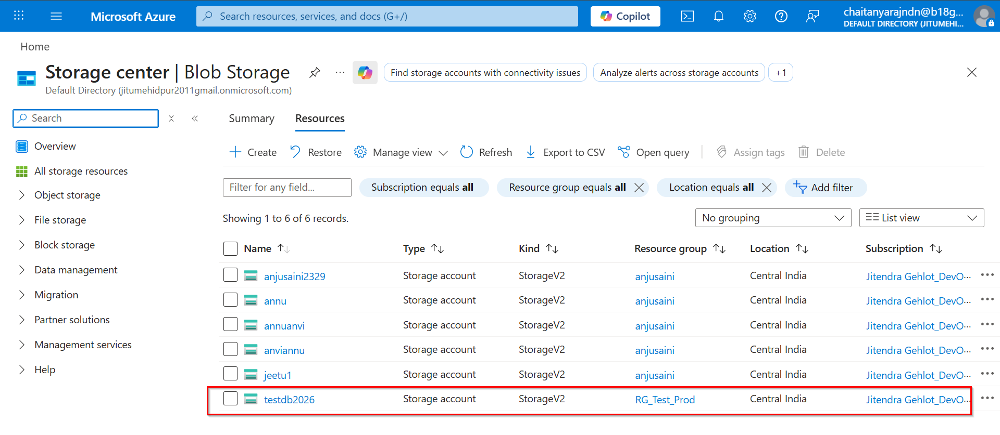 Microsoft Azure
Search resources, services, and docs (G+/)
Copilot
chaitanyarajndn@b18g...
DEFAULT DIRECTORY (JITUMEHI...
Home
Storage center | Blob Storage
Find storage accounts with connectivity issues
Analyze alerts across storage accounts
+1
Default Directory (jitumehidpur2011gmail.onmicrosoft.com)
Search
Overview
All storage resources
Object storage
File storage
Block storage
Data management
Migration
Partner solutions
Management services
Help
Summary Resources
Create Restore Manage view Refresh Export to CSV Open query Assign tags Delete
Filter for any field... Subscription equals all Resource group equals all Location equals all Add filter
Showing 1 to 6 of 6 records. No grouping List view
Name Type Kind Resource group Location Subscription
anjusaini2329 Storage account StorageV2 anjusaini Central India Jitendra Gehlot_DevO...
annu Storage account StorageV2 anjusaini Central India Jitendra Gehlot_DevO...
annuanvi Storage account StorageV2 anjusaini Central India Jitendra Gehlot_DevO...
anviannu Storage account StorageV2 anjusaini Central India Jitendra Gehlot_DevO...
jeetu1 Storage account StorageV2 anjusaini Central India Jitendra Gehlot_DevO...
testdb2026 Storage account StorageV2 RG_Test_Prod Central India Jitendra Gehlot_DevO...